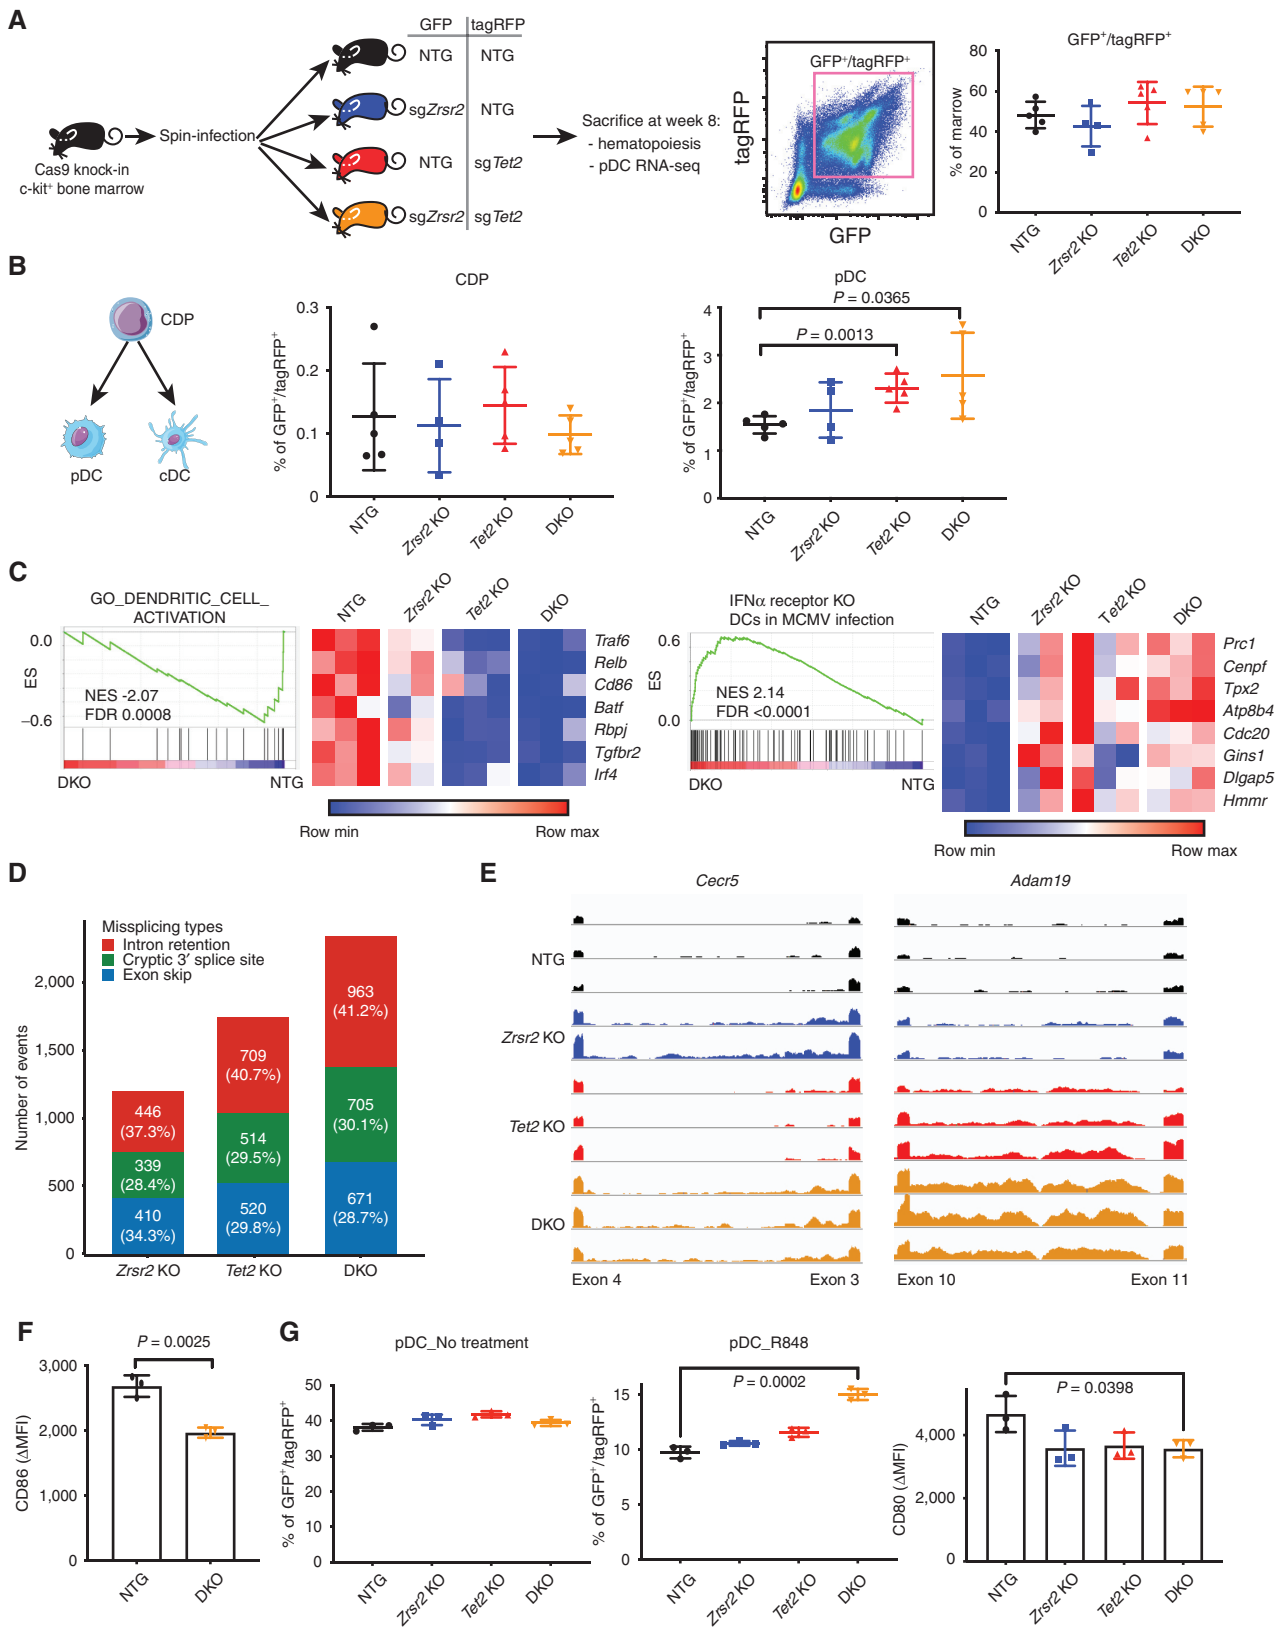 A
GFP tagRFP
NTG NTG
sgZrsr2 NTG
NTG sgTet2
sgZrsr2 sgTet2
Cas9 knock-in
c-kit⁺ bone marrow
Spin-infection
Sacrifice at week 8:
- hematopoiesis
- pDC RNA-seq
GFP⁺/tagRFP⁺
tagRFP
GFP
GFP⁺/tagRFP⁺
% of marrow
80
60
40
20
0
NTG
Zrsr2 KO
Tet2 KO
DKO
B
CDP
pDC
cDC
CDP
% of GFP⁺/tagRFP⁺
0.3
0.2
0.1
0
NTG
Zrsr2 KO
Tet2 KO
DKO
pDC
P = 0.0365
P = 0.0013
% of GFP⁺/tagRFP⁺
4
3
2
1
0
NTG
Zrsr2 KO
Tet2 KO
DKO
C
GO_DENDRITIC_CELL_
ACTIVATION
0.0
ES
–0.6
NES -2.07
FDR 0.0008
DKO
NTG
NTG
Zrsr2 KO
Tet2 KO
DKO
Traf6
Relb
Cd86
Batf
Rbpj
Tgfbr2
Irf4
Row min
Row max
IFNα receptor KO
DCs in MCMV infection
0.6
ES
0.0
NES 2.14
FDR <0.0001
DKO
NTG
NTG
Zrsr2 KO
Tet2 KO
DKO
Prc1
Cenpf
Tpx2
Atp8b4
Cdc20
Gins1
Dlgap5
Hmmr
Row min
Row max
D
Missplicing types
Intron retention
Cryptic 3′ splice site
Exon skip
Number of events
2,000
1,500
1,000
500
0
446
(37.3%)
339
(28.4%)
410
(34.3%)
709
(40.7%)
514
(29.5%)
520
(29.8%)
963
(41.2%)
705
(30.1%)
671
(28.7%)
Zrsr2 KO
Tet2 KO
DKO
E
Cecr5
Adam19
NTG
Zrsr2 KO
Tet2 KO
DKO
Exon 4
Exon 3
Exon 10
Exon 11
F
P = 0.0025
CD86 (ΔMFI)
3,000
2,000
1,000
0
NTG
DKO
G
pDC_No treatment
% of GFP⁺/tagRFP⁺
50
40
30
20
10
0
NTG
Zrsr2 KO
Tet2 KO
DKO
pDC_R848
P = 0.0002
% of GFP⁺/tagRFP⁺
15
10
5
0
NTG
Zrsr2 KO
Tet2 KO
DKO
P = 0.0398
CD80 (ΔMFI)
4,000
2,000
0
NTG
Zrsr2 KO
Tet2 KO
DKO